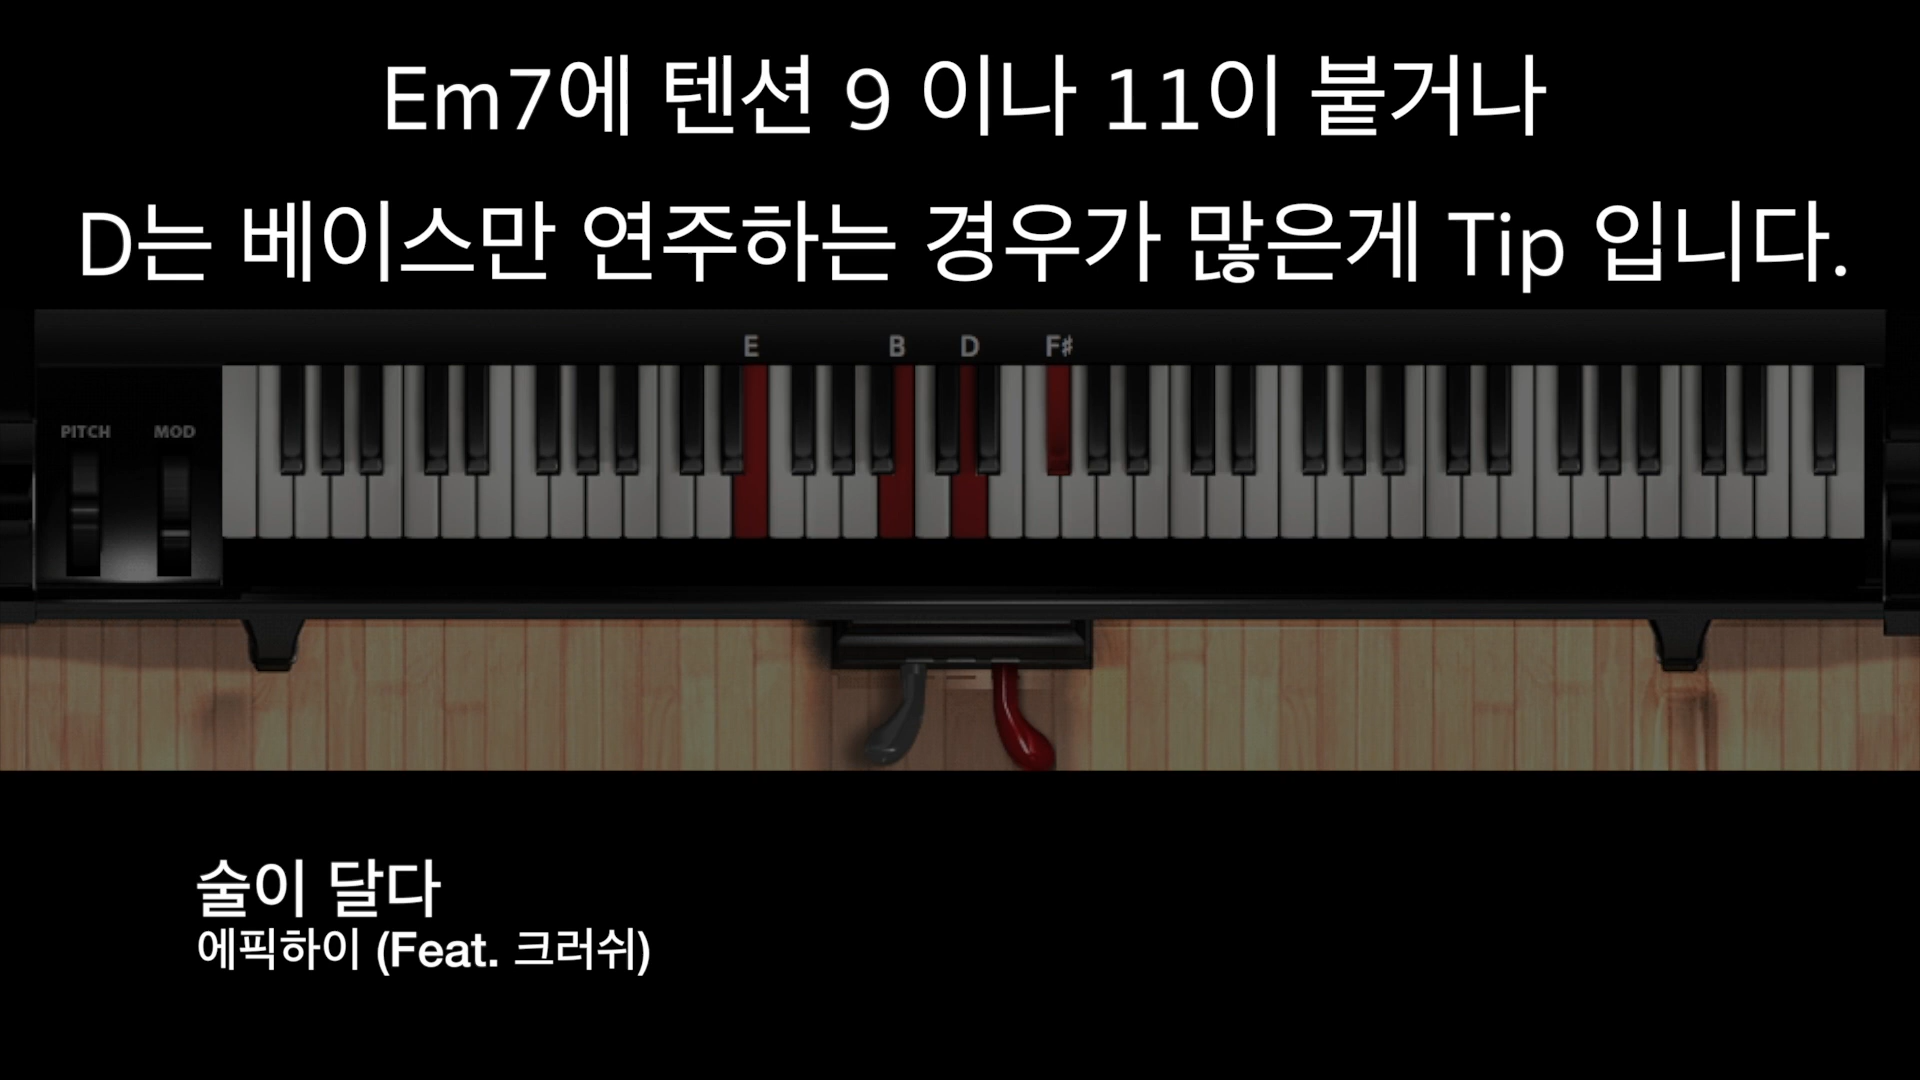 Em7에 텐션 9 이나 11이 붙거나
D는 베이스만 연주하는 경우가 많은게 Tip 입니다.
E B D F#
PITCH MOD
술이 달다
에픽하이 (Feat. 크러쉬)